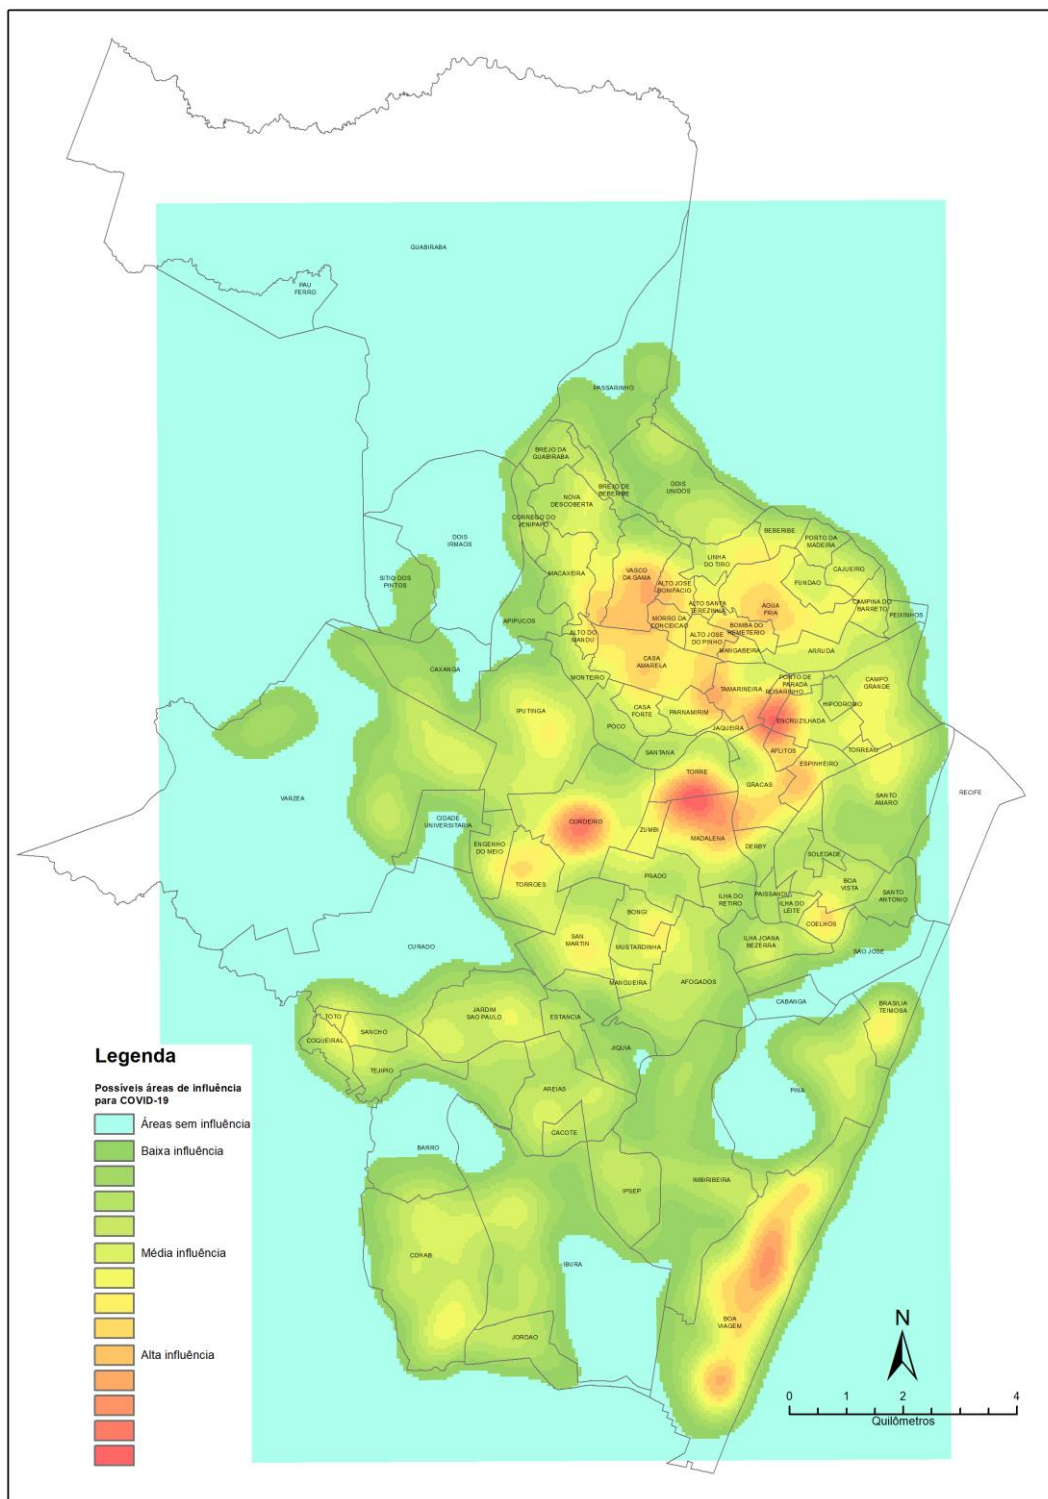 GUABIRABA
PAU
FERRO
PASSARINHO
BREJO DA
GUABIRABA
BREJO DE
BEBERIBE
DOIS
UNIDOS
NOVA
DESCOBERTA
CORREGO DO
JENIPAPO
DOIS
IRMAOS
BEBERIBE
PORTO DA
MADEIRA
LINHA
DO TIRO
CAJUEIRO
MACAXEIRA
VASCO
DA GAMA
ALTO JOSE
BONIFACIO
FUNDAO
SITIO DOS
PINTOS
ALTO SANTA
TEREZINHA
AGUA
FRIA
CAMPINA DO
BARRETO
PEIXINHOS
APIPUCOS
MORRO DA
CONCEICAO
BOMBA DO
HEMETERIO
ALTO DO
MANDU
ALTO JOSE
DO PINHO
MANGABEIRA
ARRUDA
CASA
AMARELA
CAXANGA
MONTEIRO
TAMARINEIRA
PORTO DE
PARADA
ROSARINHO
CAMPO
GRANDE
IPUTINGA
CASA
FORTE
PARNAMIRIM
HIPODROMO
POCO
JAQUEIRA
ENCRUZILHADA
SANTANA
AFLITOS
TORREAO
ESPINHEIRO
TORRE
GRACAS
SANTO
AMARO
RECIFE
VARZEA
CIDADE
UNIVERSITARIA
CORDEIRO
ZUMBI
MADALENA
DERBY
ENGENHO
DO MEIO
SOLEDADE
TORROES
PRADO
BOA
VISTA
ILHA DO
RETIRO
PAISSANDU
ILHA DO
LEITE
SANTO
ANTONIO
BONGI
COELHOS
SAN
MARTIN
MUSTARDINHA
ILHA JOANA
BEZERRA
SAO JOSE
CURADO
MANGUEIRA
AFOGADOS
CABANGA
BRASILIA
TEIMOSA
TOTO
JARDIM
SAO PAULO
ESTANCIA
SANCHO
COQUEIRAL
JIQUIA
TEJIPIO
AREIAS
PINA
CACOTE
BARRO
IPSEP
IMBIRIBEIRA
COHAB
IBURA
BOA
VIAGEM
JORDAO
Legenda
Possíveis áreas de influência
para COVID-19
Áreas sem influência
Baixa influência
Média influência
Alta influência
N
0 1 2 4
Quilômetros